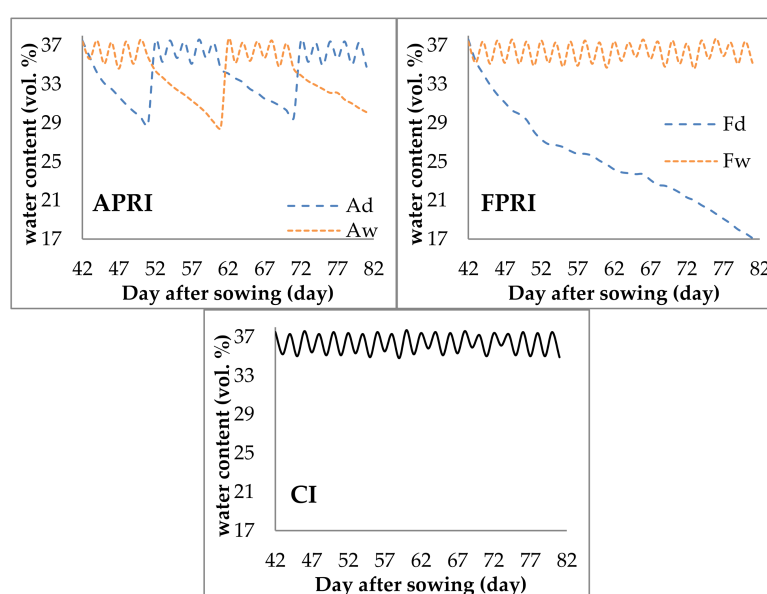 water content (vol. %)
37
33
29
25
21
17
APRI
Ad
Aw
42 47 52 57 62 67 72 77 82
Day after sowing (day)
water content (vol. %)
37
33
29
25
21
17
Fd
Fw
FPRI
42 47 52 57 62 67 72 77 82
Day after sowing (day)
water content (vol. %)
37
33
29
25
21
17
CI
42 47 52 57 62 67 72 77 82
Day after sowing (day)